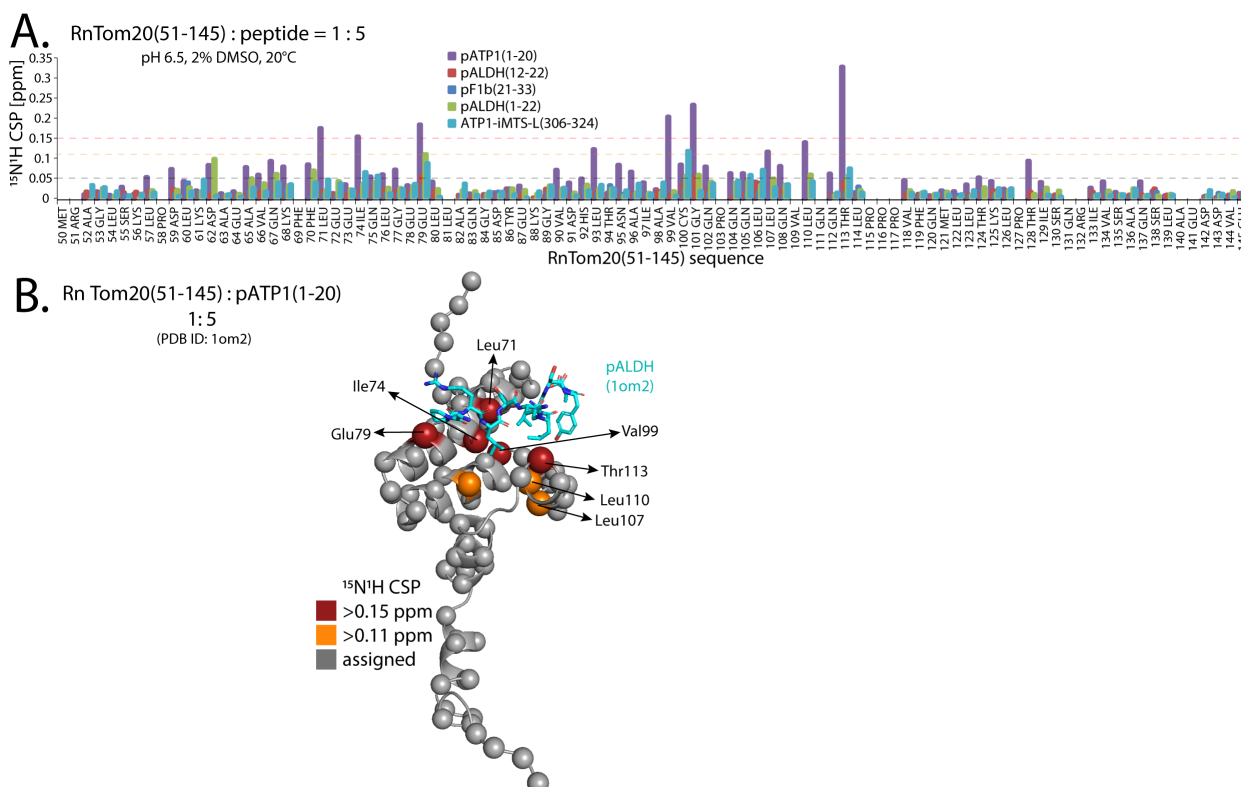 A.
RnTom20(51-145) : peptide = 1 : 5
pH 6.5, 2% DMSO, 20°C
¹⁵N¹H CSP [ppm]
0.35
0.3
0.25
0.2
0.15
0.1
0.05
0
pATP1(1-20)
pALDH(12-22)
pF1b(21-33)
pALDH(1-22)
ATP1-iMTS-L(306-324)
50 MET
51 ARG
52 ALA
53 GLY
54 LEU
55 SER
56 LYS
57 LEU
58 PRO
59 ASP
60 LEU
61 LYS
62 ASP
63 ALA
64 GLU
65 ALA
66 VAL
67 GLN
68 LYS
69 PHE
70 PHE
71 LEU
72 GLU
73 GLU
74 ILE
75 GLN
76 LEU
77 GLY
78 GLU
79 GLU
80 LEU
81 LEU
82 ALA
83 GLN
84 GLY
85 ASP
86 TYR
87 GLU
88 LYS
89 GLY
90 VAL
91 ASP
92 HIS
93 LEU
94 THR
95 ASN
96 ALA
97 ILE
98 ALA
99 VAL
100 CYS
101 GLY
102 GLN
103 PRO
104 GLN
105 GLN
106 LEU
107 LEU
108 GLN
109 VAL
110 LEU
111 GLN
112 GLN
113 THR
114 LEU
115 PRO
116 PRO
117 PRO
118 VAL
119 PHE
120 GLN
121 MET
122 LEU
123 LEU
124 THR
125 LYS
126 LEU
127 PRO
128 THR
129 ILE
130 SER
131 GLN
132 ARG
133 ILE
134 VAL
135 SER
136 ALA
137 GLN
138 SER
139 LEU
140 ALA
141 GLU
142 ASP
143 ASP
144 VAL
145 GLU
RnTom20(51-145) sequence
B.
Rn Tom20(51-145) : pATP1(1-20)
1: 5
(PDB ID: 1om2)
Leu71
Ile74
Glu79
pALDH
(1om2)
Val99
Thr113
Leu110
Leu107
¹⁵N¹H CSP
>0.15 ppm
>0.11 ppm
assigned